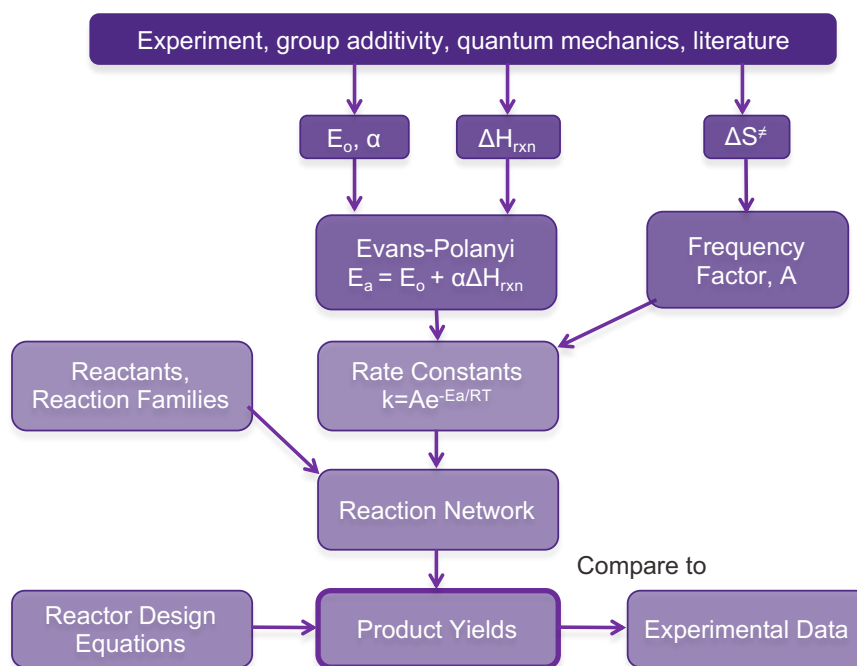 Experiment, group additivity, quantum mechanics, literature
Eₒ, α
ΔHᵣₓₙ
ΔS≠
Evans-Polanyi
Eₐ = Eₒ + αΔHᵣₓₙ
Frequency
Factor, A
Reactants,
Reaction Families
Rate Constants
k=Ae^-Ea/RT
Reaction Network
Compare to
Reactor Design
Equations
Product Yields
Experimental Data